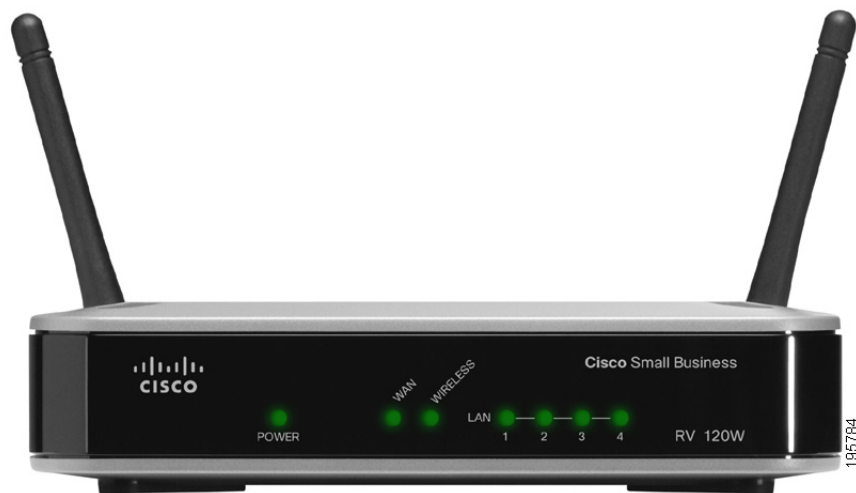 CISCO
Cisco Small Business
WAN
WIRELESS
POWER
LAN
1 2 3 4
RV 120W
195784